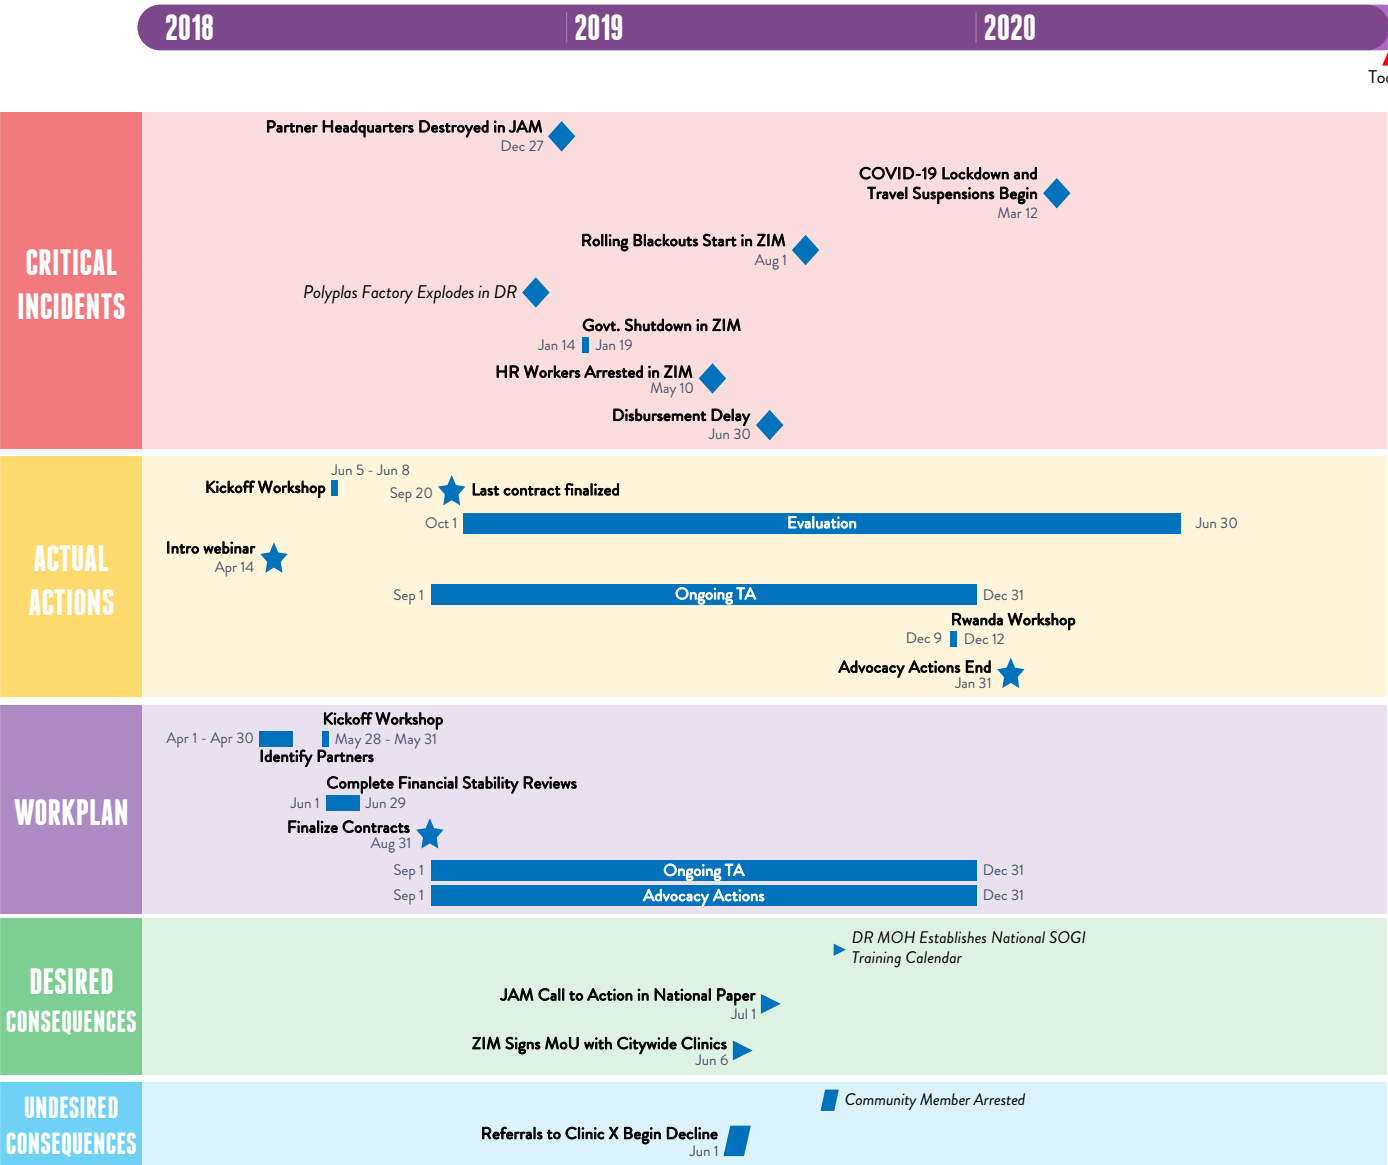 2018
2019
2020
CRITICAL
INCIDENTS
Partner Headquarters Destroyed in JAM
Dec 27
COVID-19 Lockdown and
Travel Suspensions Begin
Mar 12
Rolling Blackouts Start in ZIM
Aug 1
Polyplas Factory Explodes in DR
Govt. Shutdown in ZIM
Jan 14 Jan 19
HR Workers Arrested in ZIM
May 10
Disbursement Delay
Jun 30
ACTUAL
ACTIONS
Jun 5 - Jun 8
Kickoff Workshop
Sep 20 Last contract finalized
Oct 1 Evaluation Jun 30
Intro webinar
Apr 14
Sep 1 Ongoing TA Dec 31
Rwanda Workshop
Dec 9 Dec 12
Advocacy Actions End
Jan 31
WORKPLAN
Kickoff Workshop
Apr 1 - Apr 30 May 28 - May 31
Identify Partners
Complete Financial Stability Reviews
Jun 1 Jun 29
Finalize Contracts
Aug 31
Sep 1 Ongoing TA Dec 31
Sep 1 Advocacy Actions Dec 31
DESIRED
CONSEQUENCES
DR MOH Establishes National SOGI
Training Calendar
JAM Call to Action in National Paper
Jul 1
ZIM Signs MoU with Citywide Clinics
Jun 6
UNDESIRED
CONSEQUENCES
Community Member Arrested
Referrals to Clinic X Begin Decline
Jun 1